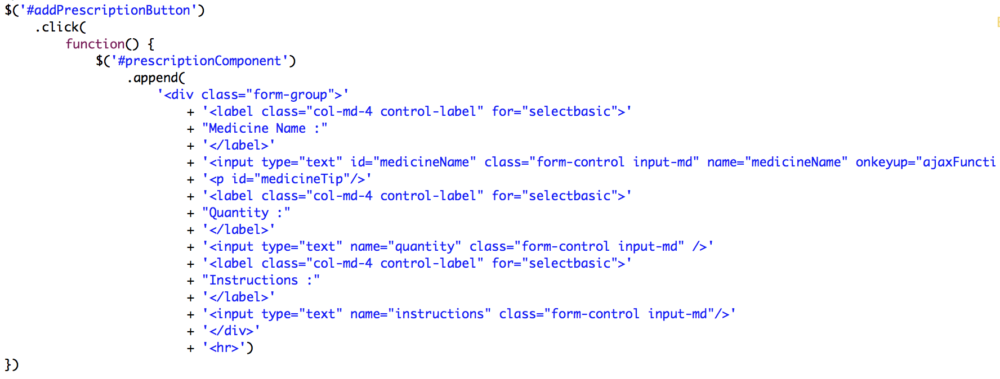 $('#addPrescriptionButton')
.click(
function() {
$('#prescriptionComponent')
.append(
'<div class="form-group">'
+ '<label class="col-md-4 control-label" for="selectbasic">'
+ "Medicine Name :"
+ '</label>'
+ '<input type="text" id="medicineName" class="form-control input-md" name="medicineName" onkeyup="ajaxFuncti
+ '<p id="medicineTip"/>'
+ '<label class="col-md-4 control-label" for="selectbasic">'
+ "Quantity :"
+ '</label>'
+ '<input type="text" name="quantity" class="form-control input-md" />'
+ '<label class="col-md-4 control-label" for="selectbasic">'
+ "Instructions :"
+ '</label>'
+ '<input type="text" name="instructions" class="form-control input-md"/>'
+ '</div>'
+ '<hr>')
})